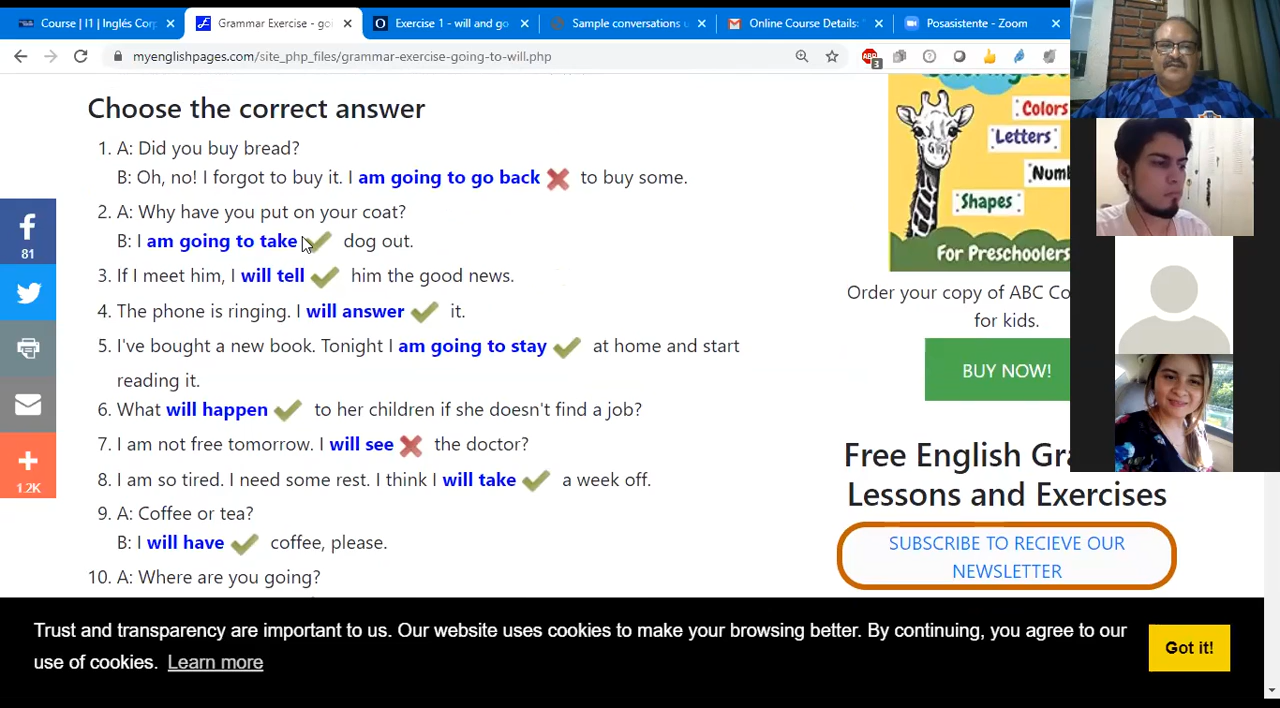 Course | I1 | Inglés Corp
Grammar Exercise - goi
Exercise 1 - will and go
Sample conversations u
Online Course Details:
Posasistente - Zoom
myenglishpages.com/site_php_files/grammar-exercise-going-to-will.php
Choose the correct answer
1. A: Did you buy bread?
B: Oh, no! I forgot to buy it. I am going to go back to buy some.
2. A: Why have you put on your coat?
B: I am going to take dog out.
3. If I meet him, I will tell him the good news.
4. The phone is ringing. I will answer it.
5. I've bought a new book. Tonight I am going to stay at home and start
reading it.
6. What will happen to her children if she doesn't find a job?
7. I am not free tomorrow. I will see the doctor?
8. I am so tired. I need some rest. I think I will take a week off.
9. A: Coffee or tea?
B: I will have coffee, please.
10. A: Where are you going?
81
1.2K
Colors
Letters
Num
Shapes
For Preschoolers
Order your copy of ABC Co
for kids.
BUY NOW!
Free English Gra
Lessons and Exercises
SUBSCRIBE TO RECIEVE OUR
NEWSLETTER
Trust and transparency are important to us. Our website uses cookies to make your browsing better. By continuing, you agree to our
use of cookies. Learn more
Got it!